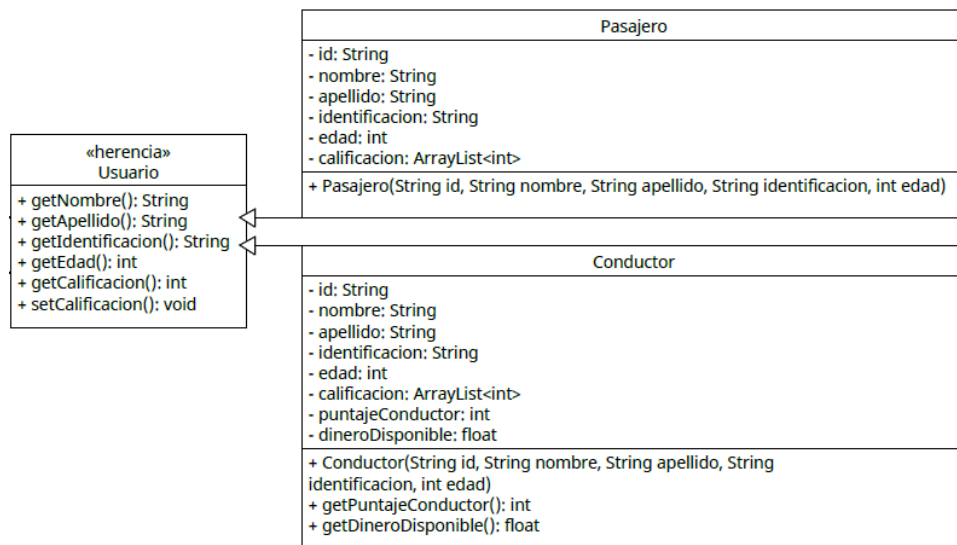 «herencia»
Usuario
+ getNombre(): String
+ getApellido(): String
+ getIdentificacion(): String
+ getEdad(): int
+ getCalificacion(): int
+ setCalificacion(): void
Pasajero
- id: String
- nombre: String
- apellido: String
- identificacion: String
- edad: int
- calificacion: ArrayList<int>
+ Pasajero(String id, String nombre, String apellido, String identificacion, int edad)
Conductor
- id: String
- nombre: String
- apellido: String
- identificacion: String
- edad: int
- calificacion: ArrayList<int>
- puntajeConductor: int
- dineroDisponible: float
+ Conductor(String id, String nombre, String apellido, String
identificacion, int edad)
+ getPuntajeConductor(): int
+ getDineroDisponible(): float